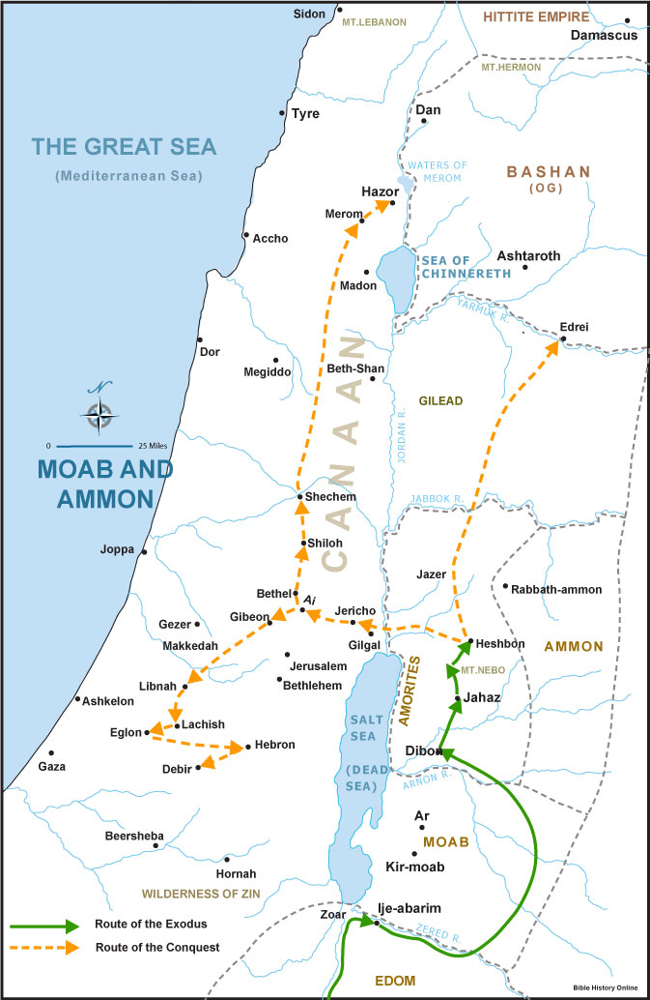 Sidon
MT.LEBANON
HITTITE EMPIRE
Damascus
MT.HERMON
Tyre
Dan
THE GREAT SEA
(Mediterranean Sea)
WATERS OF
MEROM
BASHAN
(OG)
Hazor
Merom
Accho
SEA OF
CHINNERETH
Ashtaroth
Madon
YARMUK R.
Edrei
Dor
Megiddo
Beth-Shan
N
GILEAD
CANAAN
JORDAN R.
0 25 Miles
MOAB AND
AMMON
Shechem
JABBOK R.
Shiloh
Joppa
Jazer
Rabbath-ammon
Bethel
Ai
Gibeon
Jericho
Gezer
Makkedah
Gilgal
Heshbon
AMMON
Jerusalem
MT.NEBO
Bethlehem
AMORITES
Libnah
Jahaz
Ashkelon
SALT
SEA
Lachish
Eglon
Hebron
Dibon
Gaza
Debir
(DEAD
SEA)
ARNON R.
Ar
Beersheba
MOAB
Kir-moab
Hornah
WILDERNESS OF ZIN
Zoar
Ije-abarim
Route of the Exodus
ZERED R.
Route of the Conquest
EDOM
Bible History Online